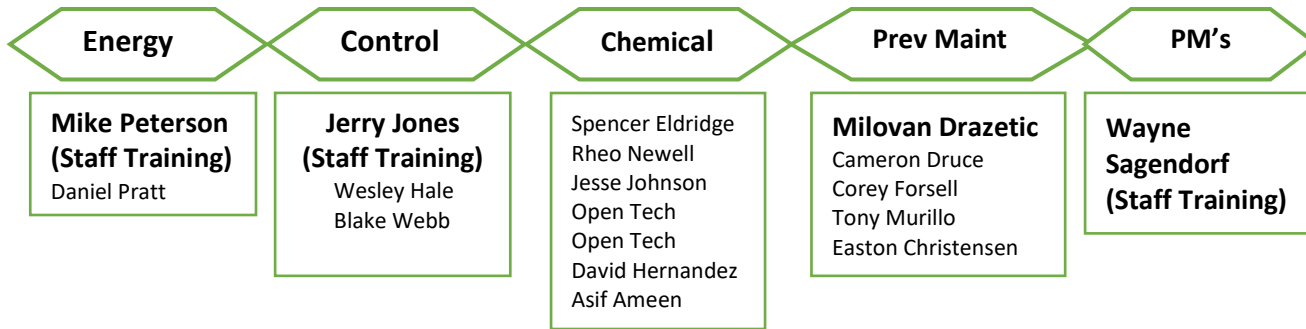 Energy
Control
Chemical
Prev Maint
PM’s
Mike Peterson
(Staff Training)
Daniel Pratt
Jerry Jones
(Staff Training)
Wesley Hale
Blake Webb
Spencer Eldridge
Rheo Newell
Jesse Johnson
Open Tech
Open Tech
David Hernandez
Asif Ameen
Milovan Drazetic
Cameron Druce
Corey Forsell
Tony Murillo
Easton Christensen
Wayne
Sagendorf
(Staff Training)